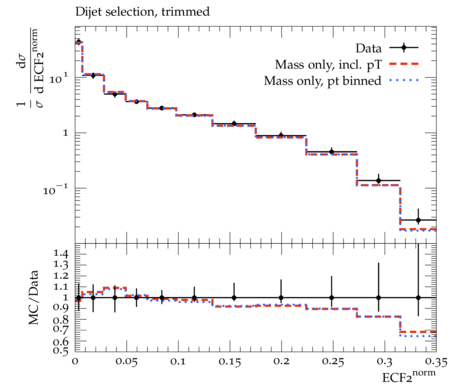 Dijet selection, trimmed
1/σ dσ/d ECF2^norm
Data
Mass only, incl. pT
Mass only, pt binned
10^1
1
10^−1
MC/Data
1.4
1.3
1.2
1.1
1
0.9
0.8
0.7
0.6
0.5
0 0.05 0.1 0.15 0.2 0.25 0.3 0.35
ECF2^norm